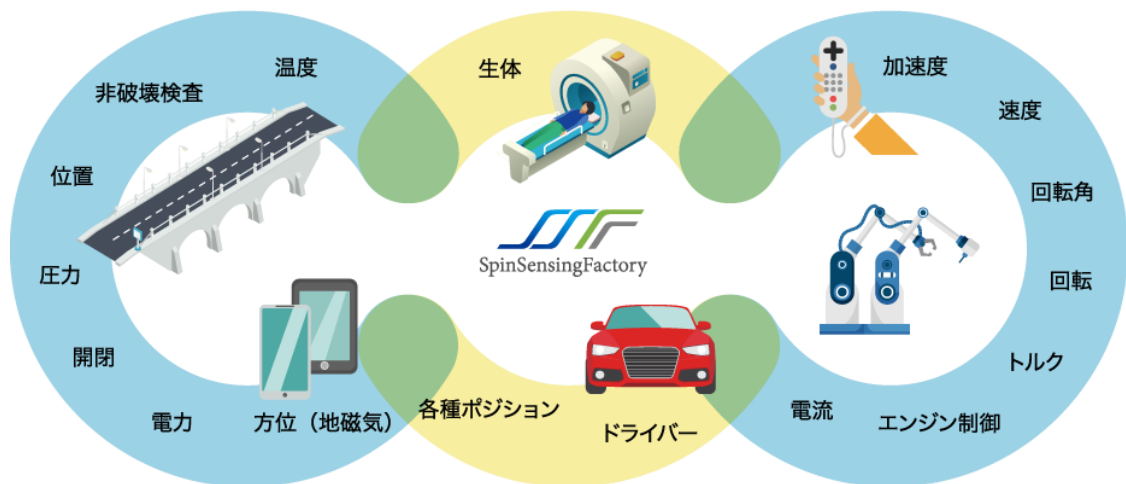 温度
非破壊検査
位置
圧力
開閉
電力
方位（地磁気）
生体
SSF
SpinSensingFactory
各種ポジション
ドライバー
加速度
速度
回転角
回転
トルク
エンジン制御
電流